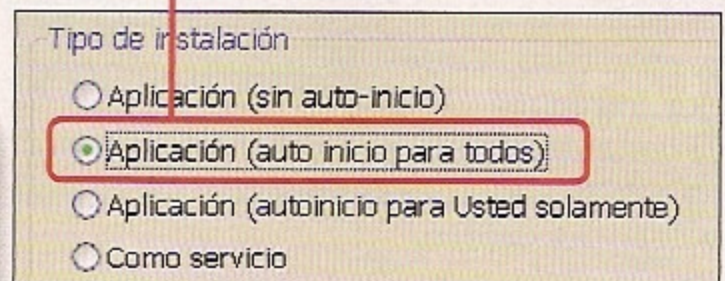 Tipo de instalación
Aplicación (sin auto-inicio)
Aplicación (auto inicio para todos)
Aplicación (autoinicio para Usted solamente)
Como servicio